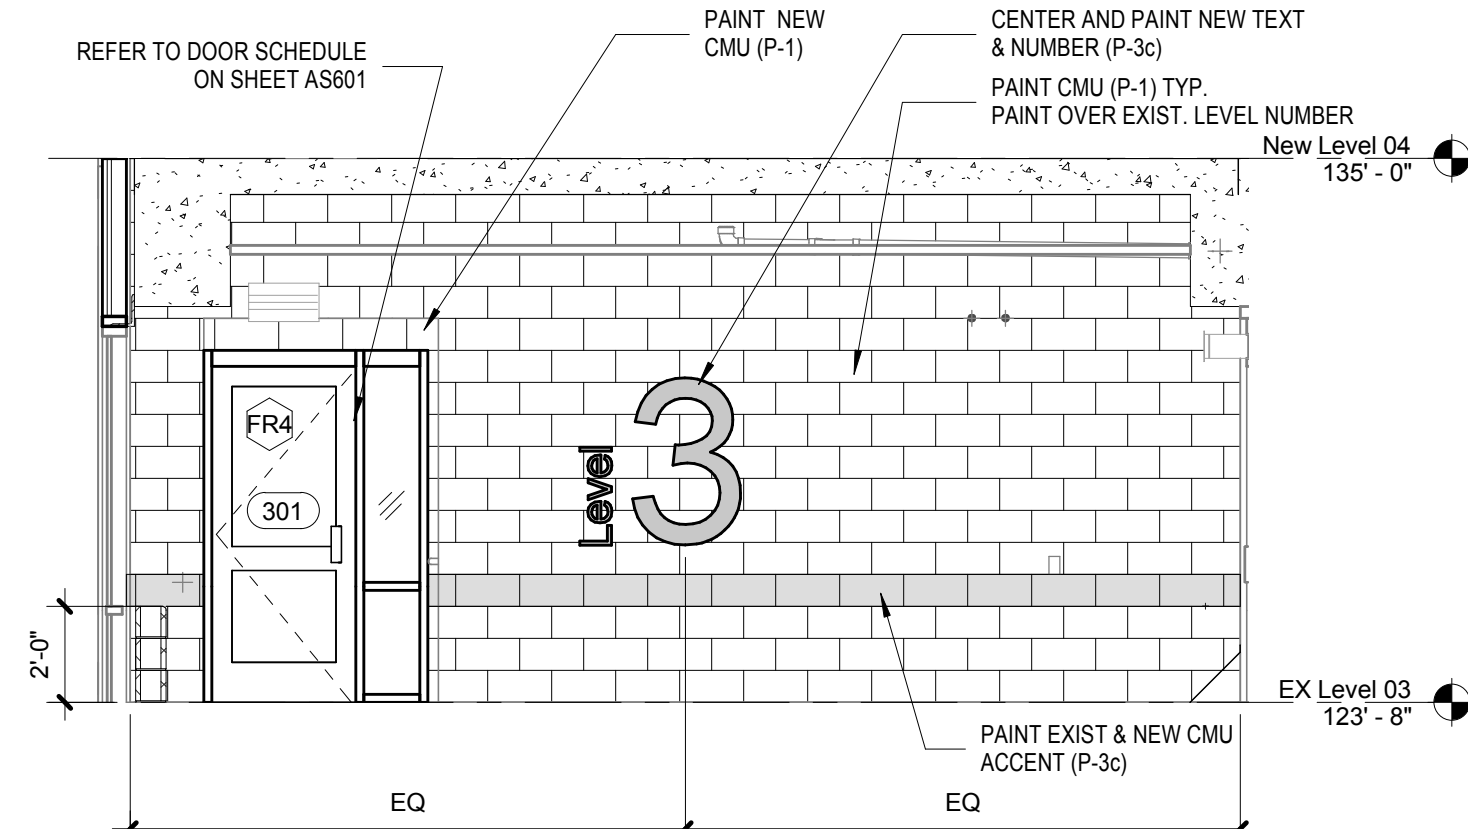 PAINT NEW
CMU (P-1)
CENTER AND PAINT NEW TEXT
& NUMBER (P-3c)
REFER TO DOOR SCHEDULE
ON SHEET AS601
PAINT CMU (P-1) TYP.
PAINT OVER EXIST. LEVEL NUMBER
New Level 04
135' - 0"
FR4
301
Level
3
2'-0"
EX Level 03
123' - 8"
PAINT EXIST & NEW CMU
ACCENT (P-3c)
EQ
EQ